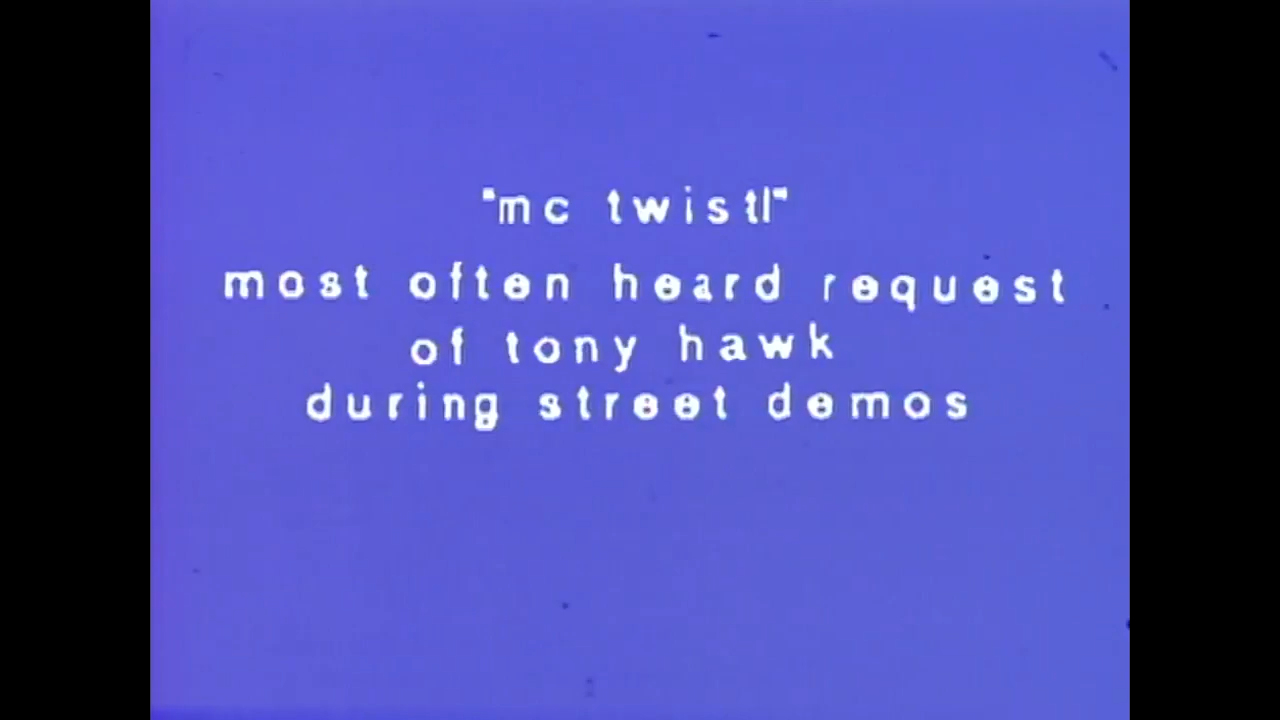 "mc twist!"
most often heard request
of tony hawk
during street demos